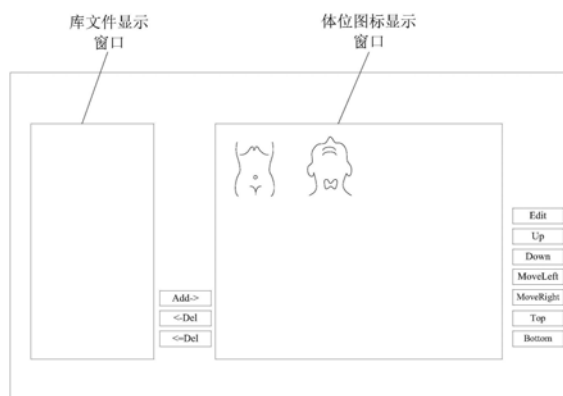 库文件显示
窗口
体位图标显示
窗口
Edit
Up
Down
MoveLeft
Add->
MoveRight
<-Del
Top
<=Del
Bottom